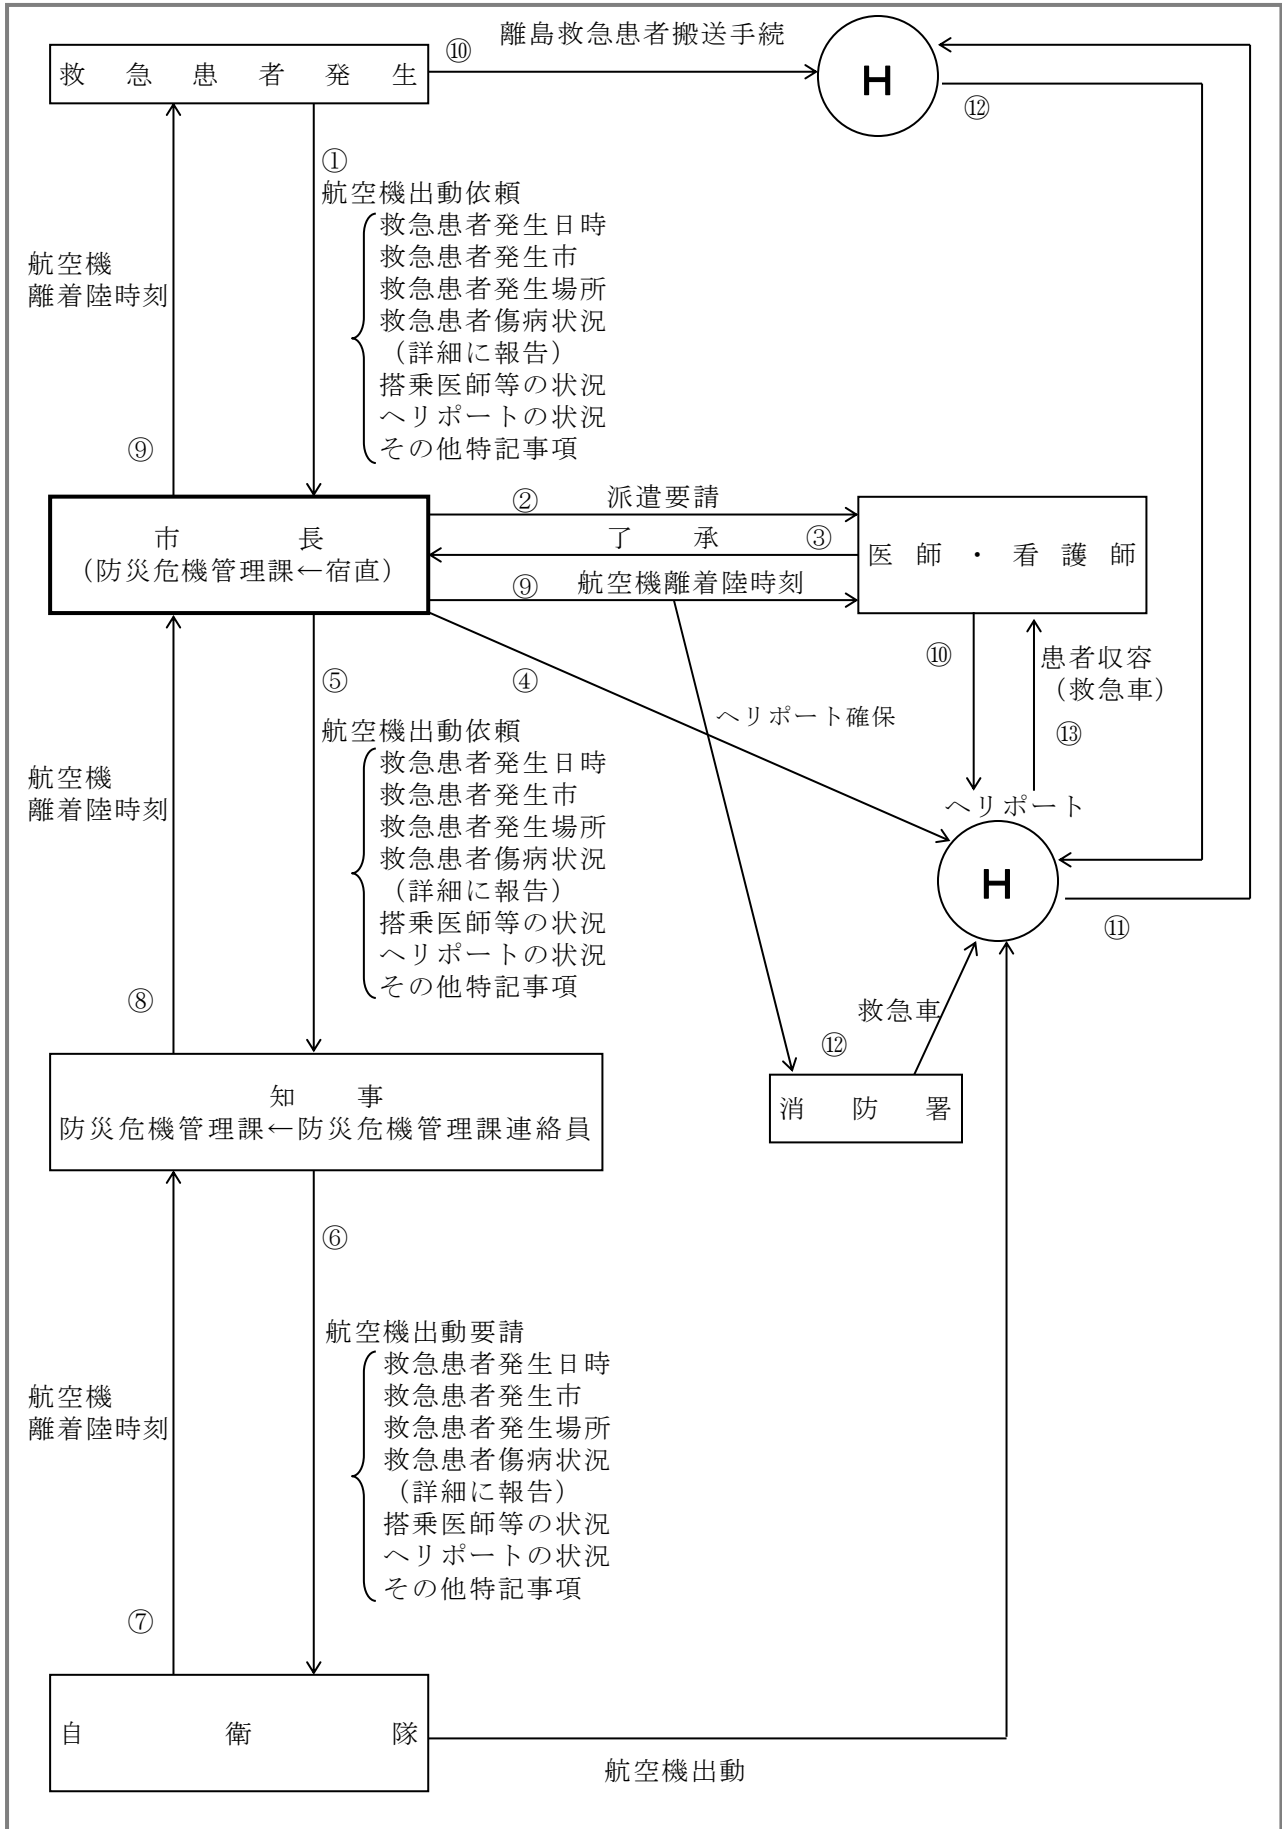 離島救急患者搬送手続
⑩
救急患者発生
H
⑫
①
航空機出動依頼
救急患者発生日時
救急患者発生市
救急患者発生場所
救急患者傷病状況
（詳細に報告）
搭乗医師等の状況
ヘリポートの状況
その他特記事項
航空機
離着陸時刻
⑨
市長
（防災危機管理課←宿直）
② 派遣要請
了承 ③
⑨ 航空機離着陸時刻
医師・看護師
⑩
患者収容
（救急車）
⑬
④
ヘリポート確保
ヘリポート
H
⑪
⑤
航空機出動依頼
救急患者発生日時
救急患者発生市
救急患者発生場所
救急患者傷病状況
（詳細に報告）
搭乗医師等の状況
ヘリポートの状況
その他特記事項
航空機
離着陸時刻
⑧
救急車
⑫
消防署
知事
防災危機管理課←防災危機管理課連絡員
⑥
航空機出動要請
救急患者発生日時
救急患者発生市
救急患者発生場所
救急患者傷病状況
（詳細に報告）
搭乗医師等の状況
ヘリポートの状況
その他特記事項
航空機
離着陸時刻
⑦
自衛隊
航空機出動